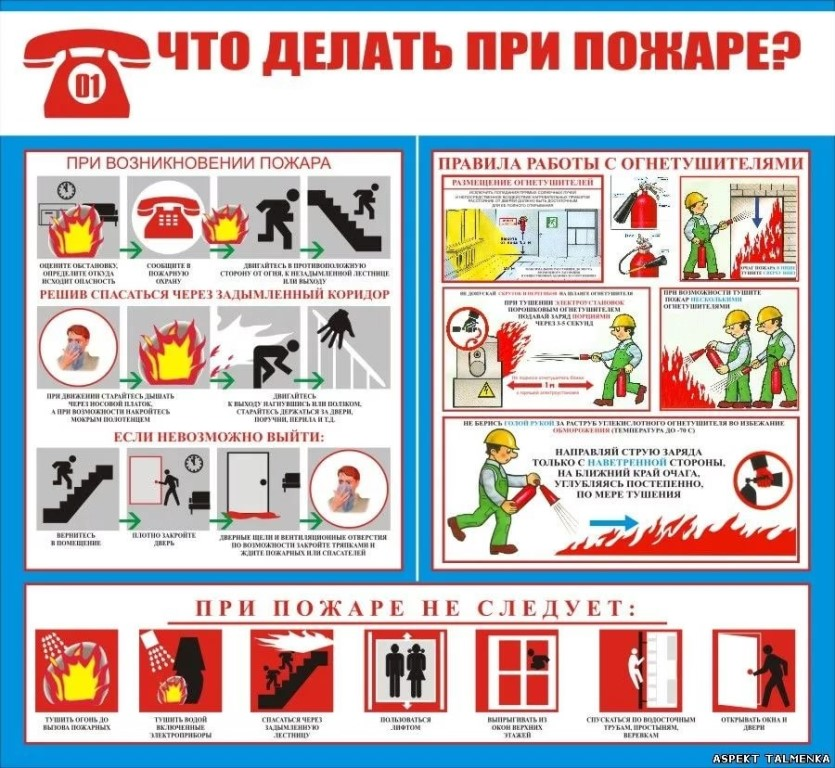 01
ЧТО ДЕЛАТЬ ПРИ ПОЖАРЕ?
ПРИ ВОЗНИКНОВЕНИИ ПОЖАРА
ОЦЕНИТЕ ОБСТАНОВКУ,
ОПРЕДЕЛИТЕ ОТКУДА
ИСХОДИТ ОПАСНОСТЬ
СООБЩИТЕ В
ПОЖАРНУЮ
ОХРАНУ
ДВИГАЙТЕСЬ В ПРОТИВОПОЛОЖНУЮ
СТОРОНУ ОТ ОГНЯ, К НЕЗАДЫМЛЕННОЙ ЛЕСТНИЦЕ
ИЛИ ВЫХОДУ
РЕШИВ СПАСАТЬСЯ ЧЕРЕЗ ЗАДЫМЛЕННЫЙ КОРИДОР
ПРИ ДВИЖЕНИИ СТАРАЙТЕСЬ ДЫШАТЬ
ЧЕРЕЗ НОСОВОЙ ПЛАТОК,
А ПРИ ВОЗМОЖНОСТИ НАКРОЙТЕСЬ
МОКРЫМ ПОЛОТЕНЦЕМ
ДВИГАЙТЕСЬ
К ВЫХОДУ НАГНУВШИСЬ ИЛИ ПОЛЗКОМ,
СТАРАЙТЕСЬ ДЕРЖАТЬСЯ ЗА ДВЕРИ,
ПОРУЧНИ, ПЕРИЛА И Т.Д.
ЕСЛИ НЕВОЗМОЖНО ВЫЙТИ:
ВЕРНИТЕСЬ
В ПОМЕЩЕНИЕ
ПЛОТНО ЗАКРОЙТЕ
ДВЕРЬ
ДВЕРНЫЕ ЩЕЛИ И ВЕНТИЛЯЦИОННЫЕ ОТВЕРСТИЯ
ПО ВОЗМОЖНОСТИ ЗАКРОЙТЕ ТРЯПКАМИ И
ЖДИТЕ ПОЖАРНЫХ ИЛИ СПАСАТЕЛЕЙ
ПРАВИЛА РАБОТЫ С ОГНЕТУШИТЕЛЯМИ
РАЗМЕЩЕНИЕ ОГНЕТУШИТЕЛЕЙ
НЕ ДОПУСКАЙ СКРУТОК И ПЕРЕГИБОВ НА ШЛАНГЕ ОГНЕТУШИТЕЛЯ
ПРИ ТУШЕНИИ ЭЛЕКТРОУСТАНОВОК
ПОРОШКОВЫМ ОГНЕТУШИТЕЛЕМ
ПОДАВАЙ ЗАРЯД ПОРЦИЯМИ
ЧЕРЕЗ 3-5 СЕКУНД
1 м
ПРИ ВОЗМОЖНОСТИ ТУШИТЕ
ПОЖАР НЕСКОЛЬКИМИ
ОГНЕТУШИТЕЛЯМИ
НЕ БЕРИСЬ ГОЛОЙ РУКОЙ ЗА РАСТРУБ УГЛЕКИСЛОТНОГО ОГНЕТУШИТЕЛЯ ВО ИЗБЕЖАНИЕ
ОБМОРОЖЕНИЯ (ТЕМПЕРАТУРА ДО -70 С)
НАПРАВЛЯЙ СТРУЮ ЗАРЯДА
ТОЛЬКО С НАВЕТРЕННОЙ СТОРОНЫ,
НА БЛИЖНИЙ КРАЙ ОЧАГА,
УГЛУБЛЯЯСЬ ПОСТЕПЕННО,
ПО МЕРЕ ТУШЕНИЯ
ПРИ ПОЖАРЕ НЕ СЛЕДУЕТ:
ТУШИТЬ ОГОНЬ ДО
ВЫЗОВА ПОЖАРНЫХ
ТУШИТЬ ВОДОЙ
ВКЛЮЧЕННЫЕ
ЭЛЕКТРОПРИБОРЫ
СПАСАТЬСЯ ЧЕРЕЗ
ЗАДЫМЛЕННУЮ
ЛЕСТНИЦУ
ПОЛЬЗОВАТЬСЯ
ЛИФТОМ
ВЫПРЫГИВАТЬ ИЗ
ОКОН ВЕРХНИХ
ЭТАЖЕЙ
СПУСКАТЬСЯ ПО ВОДОСТОЧНЫМ
ТРУБАМ, ПРОСТЫНЯМ,
ВЕРЕВКАМ
ОТКРЫВАТЬ ОКНА И
ДВЕРИ
ASPEKT TALMENKA